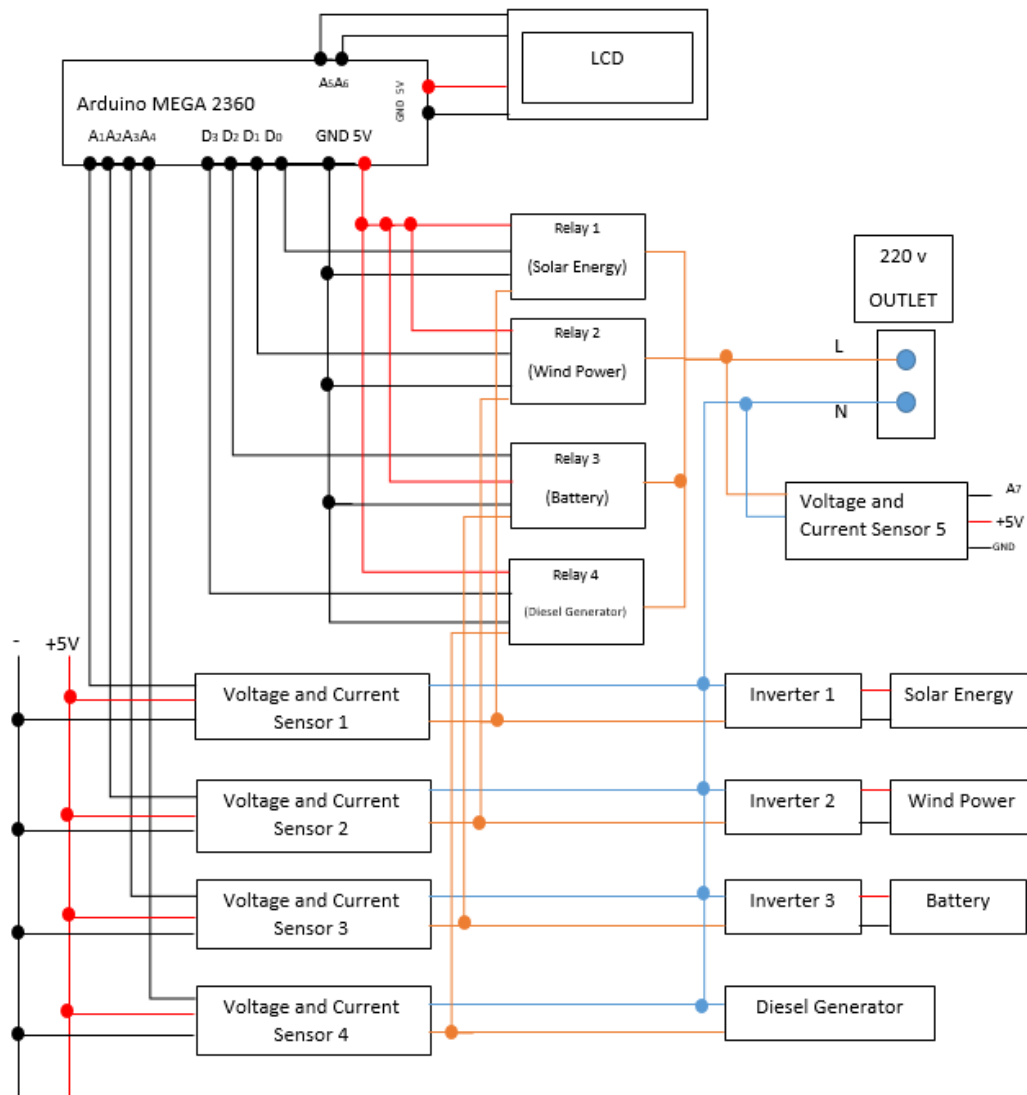 LCD
A5A6
Arduino MEGA 2360
GND 5V
A1A2A3A4 D3 D2 D1 D0 GND 5V
Relay 1
(Solar Energy)
220 v
OUTLET
Relay 2
(Wind Power)
L
N
Relay 3
(Battery)
Voltage and
Current Sensor 5
A7
+5V
GND
Relay 4
(Diesel Generator)
- +5V
Voltage and Current
Sensor 1
Inverter 1
Solar Energy
Voltage and Current
Sensor 2
Inverter 2
Wind Power
Voltage and Current
Sensor 3
Inverter 3
Battery
Voltage and Current
Sensor 4
Diesel Generator